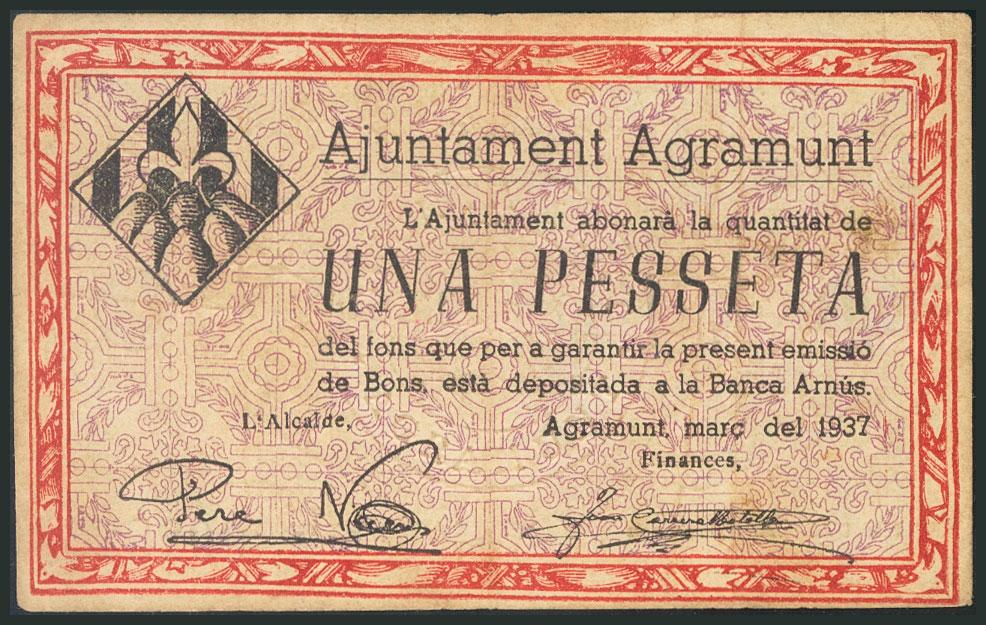 Ajuntament Agramunt
L'Ajuntament abonarà la quantitat de
UNA PESSETA
del fons que per a garantir la present emissió
de Bons, està depositada a la Banca Arnús.
L'Alcalde,
Agramunt, març del 1937
Finances,
Pere